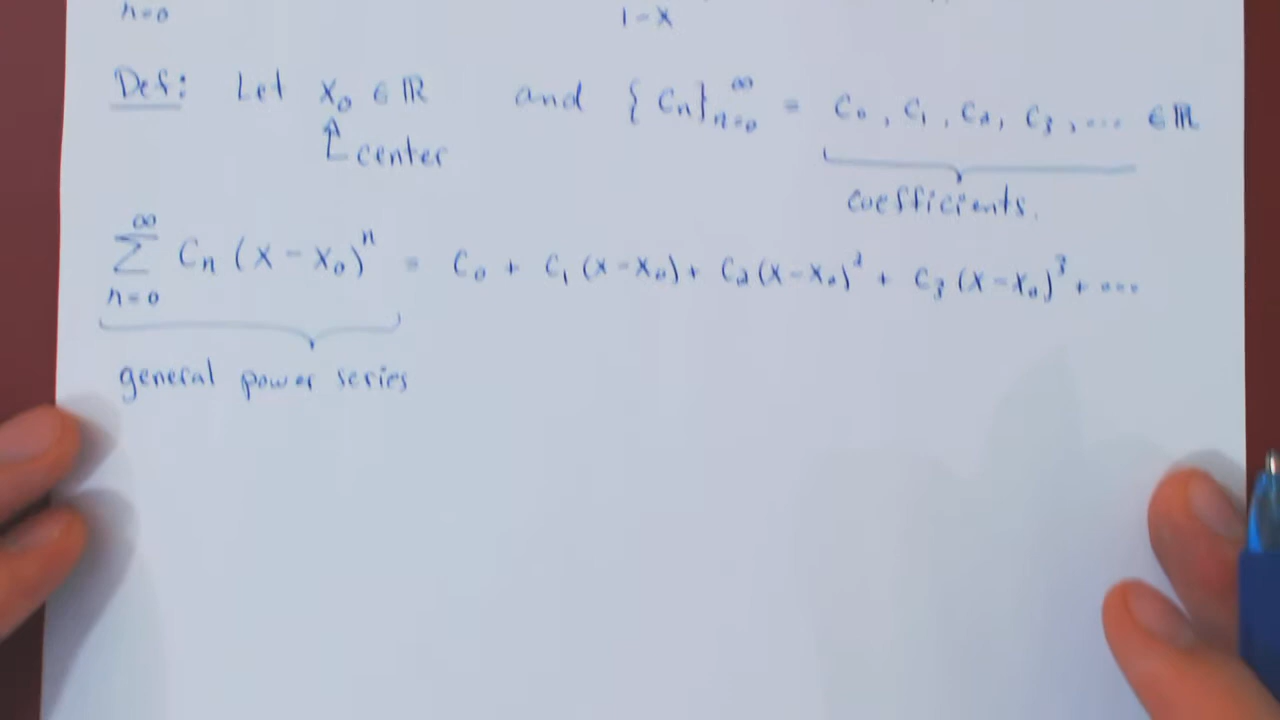 n=0
1-x
Def: Let x₀ ∈ ℝ and {Cₙ}ₙ₌₀^∞ = C₀, C₁, C₂, C₃, ... ∈ ℝ
center
coefficients.
∑ₙ₌₀^∞ Cₙ (x-x₀)ⁿ = C₀ + C₁ (x-x₀) + C₂ (x-x₀)² + C₃ (x-x₀)³ + ...
general power series